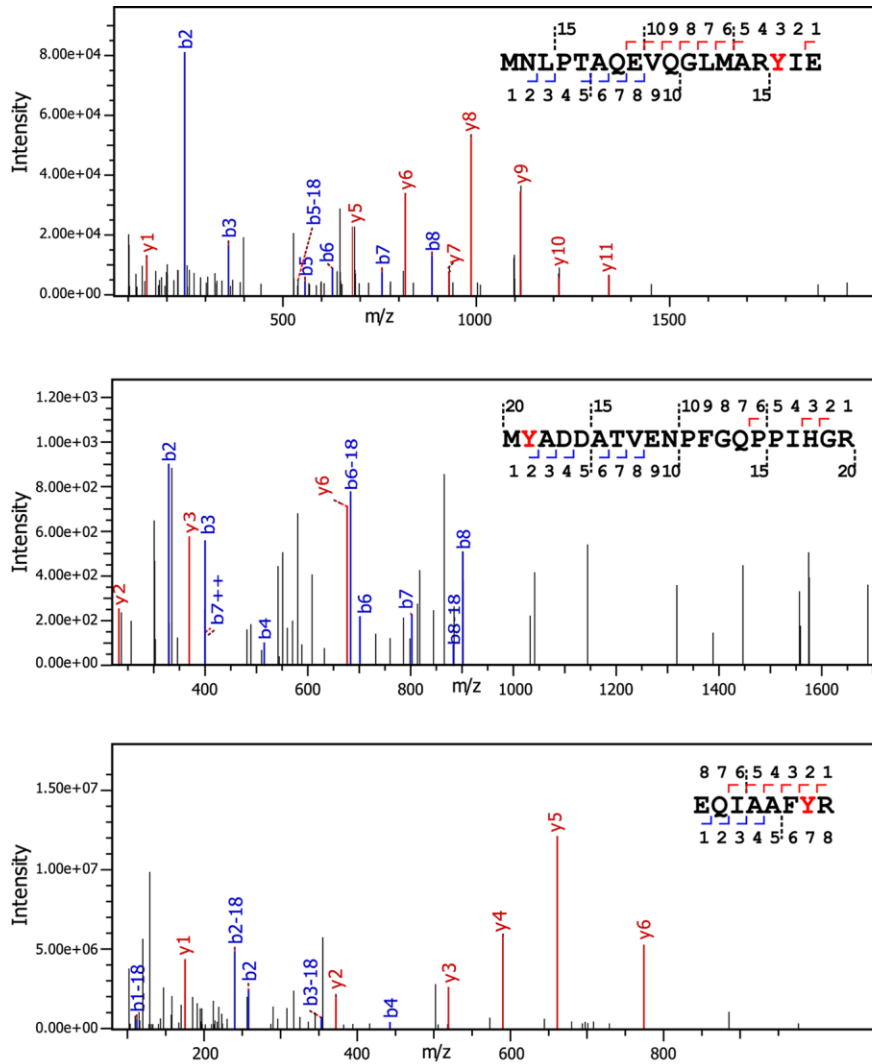 8.00e+04
6.00e+04
4.00e+04
2.00e+04
0.00e+00
Intensity
500
1000
1500
m/z
y1
b2
b3
b5
b5-18
b6
y5
b7
y6
b8
y7
y8
y9
y10
y11
15 10 9 8 7 6 5 4 3 2 1
MNLPTAQEVQGLMARYIE
1 2 3 4 5 6 7 8 9 10 15
1.20e+03
1.00e+03
8.00e+02
6.00e+02
4.00e+02
2.00e+02
0.00e+00
Intensity
400
600
800
1000
1200
1400
1600
m/z
y2
b2
y3
b3
b7++
b4
y6
b6-18
b6
b7
b8-18
b8
20 15 10 9 8 7 6 5 4 3 2 1
MYADDATVENPFGQPPIHGR
1 2 3 4 5 6 7 8 9 10 15 20
1.50e+07
1.00e+07
5.00e+06
0.00e+00
Intensity
200
400
600
800
m/z
b1-18
y1
b2-18
b2
b3-18
y2
b4
y3
y4
y5
y6
8 7 6 5 4 3 2 1
EQIAAFYR
1 2 3 4 5 6 7 8